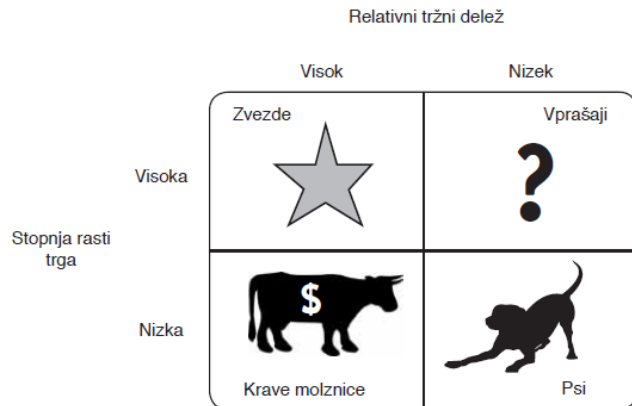 Relativni tržni delež
Visok
Nizek
Zvezde
Vprašaji
?
Visoka
Stopnja rasti
trga
$
Nizka
Krave molznice
Psi